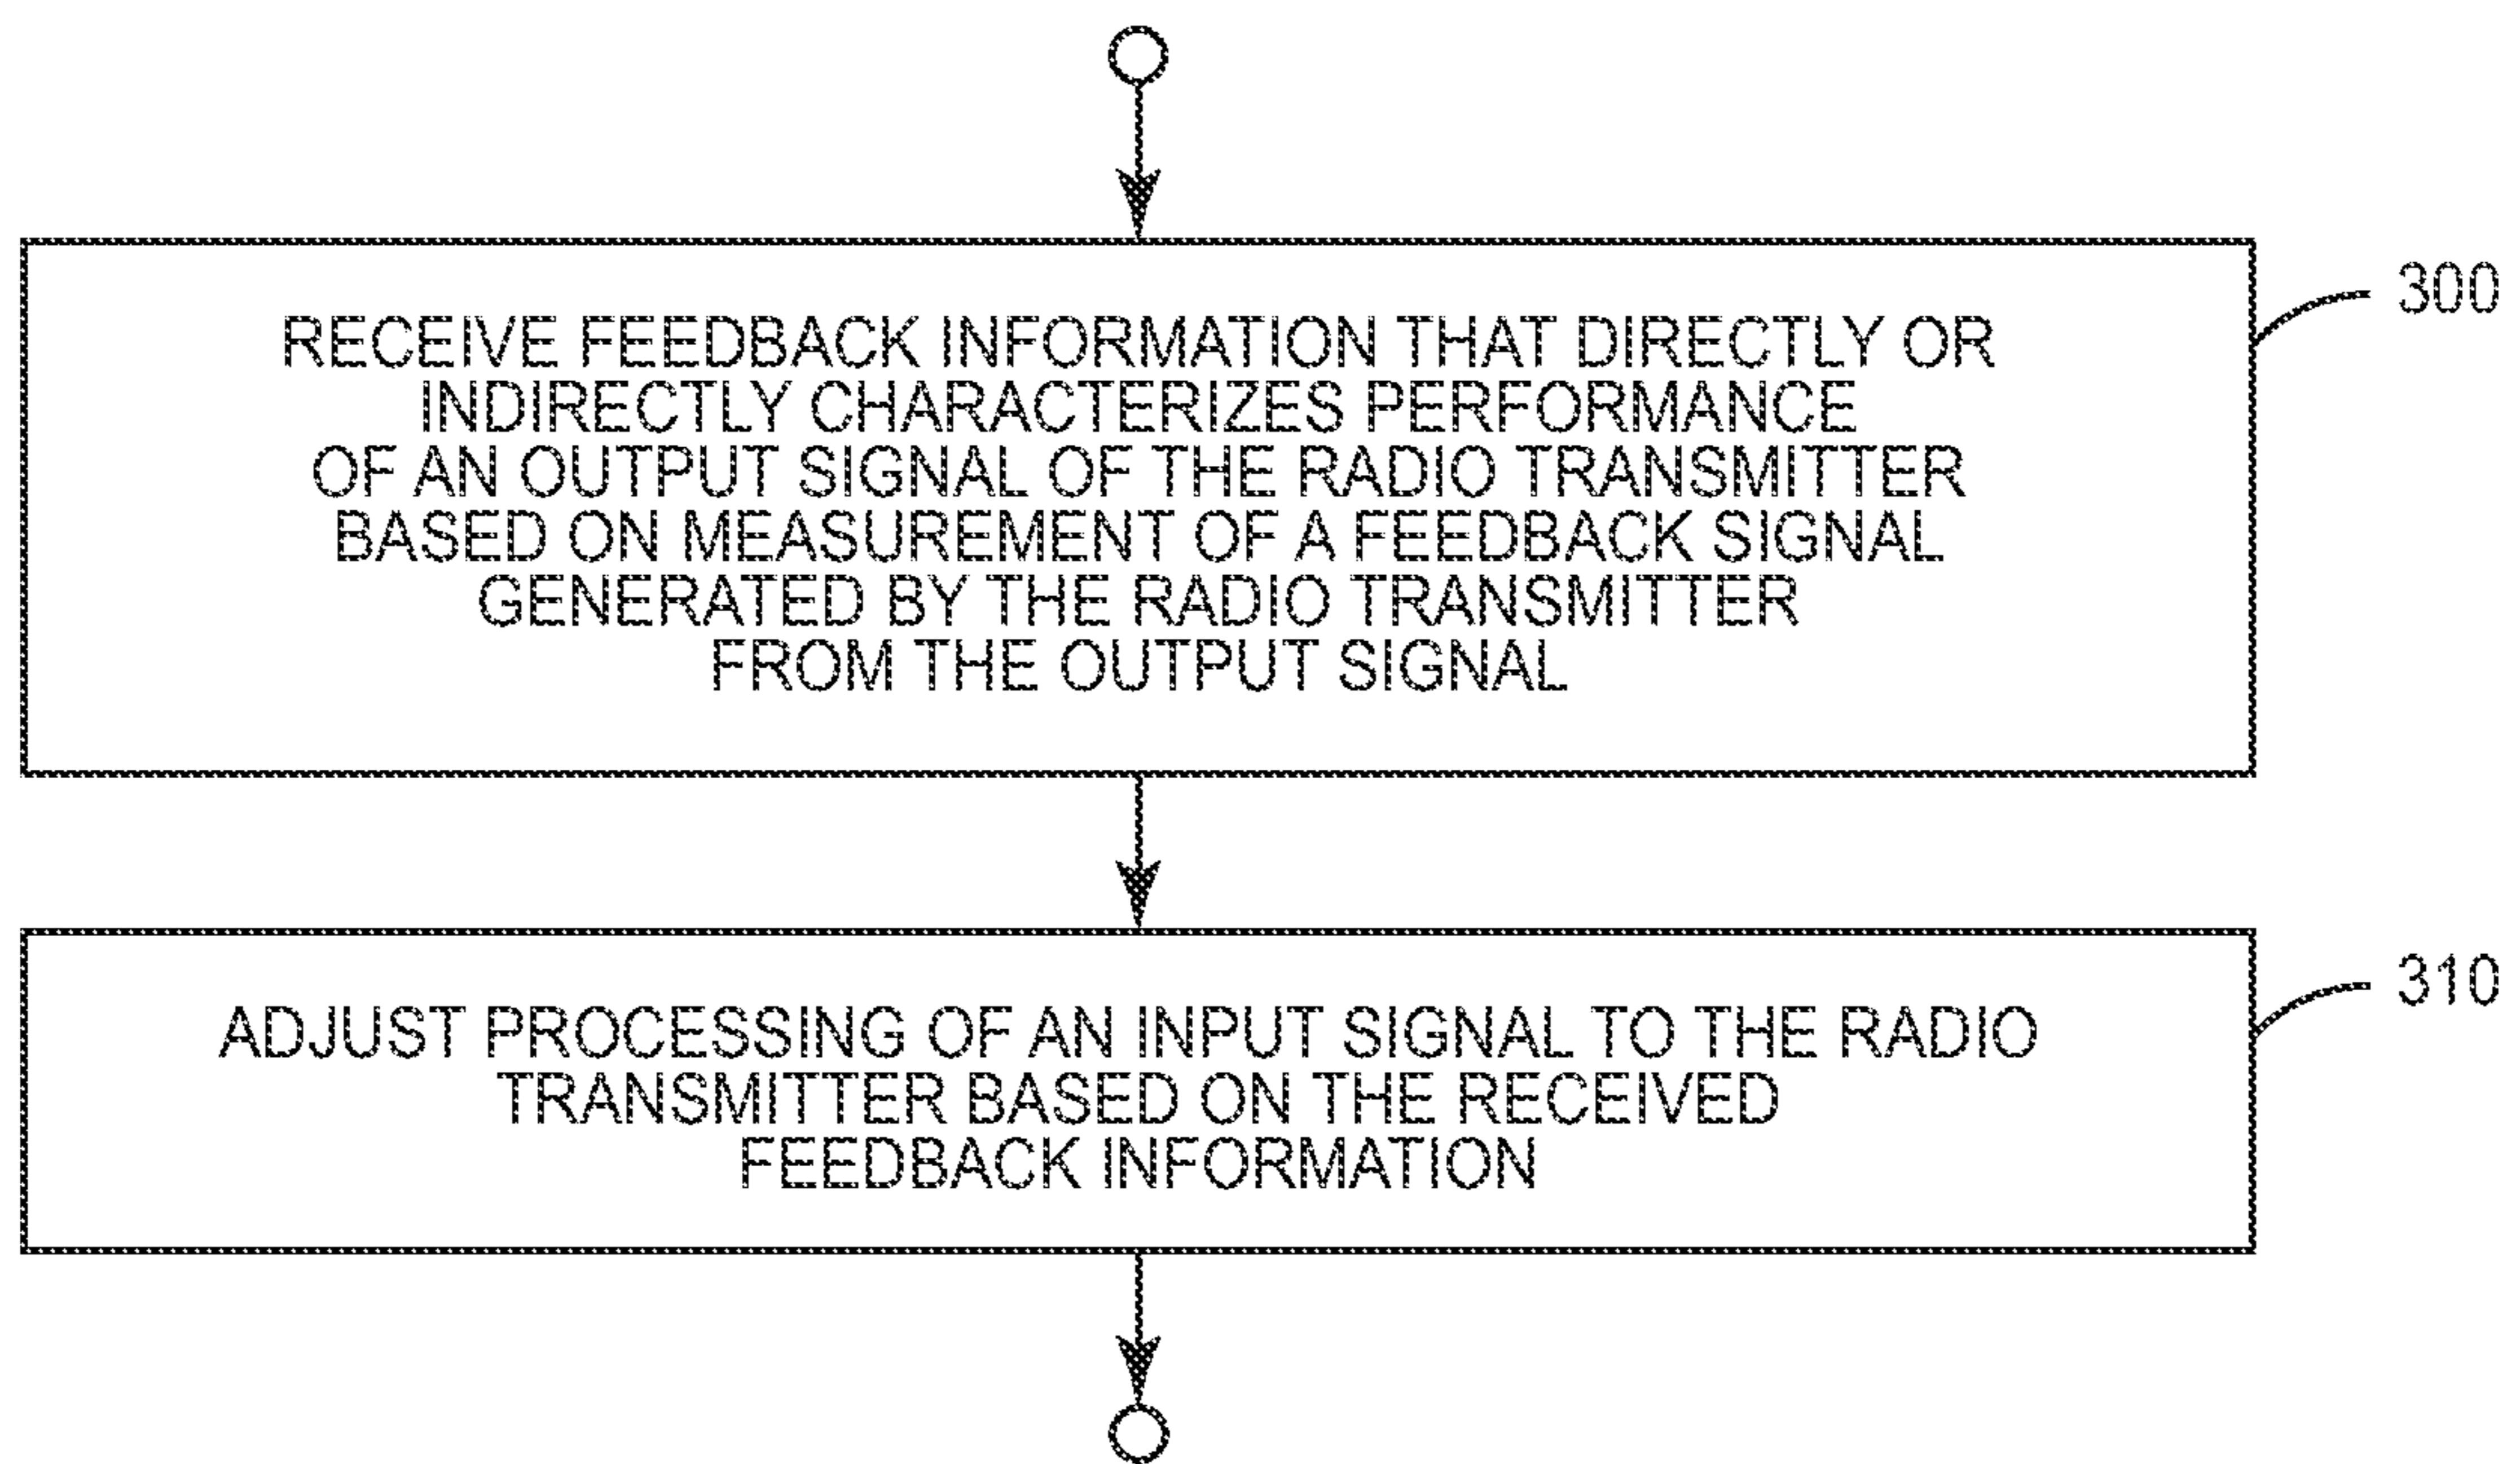 RECEIVE FEEDBACK INFORMATION THAT DIRECTLY OR
INDIRECTLY CHARACTERIZES PERFORMANCE
OF AN OUTPUT SIGNAL OF THE RADIO TRANSMITTER
BASED ON MEASUREMENT OF A FEEDBACK SIGNAL
GENERATED BY THE RADIO TRANSMITTER
FROM THE OUTPUT SIGNAL
300
ADJUST PROCESSING OF AN INPUT SIGNAL TO THE RADIO
TRANSMITTER BASED ON THE RECEIVED
FEEDBACK INFORMATION
310